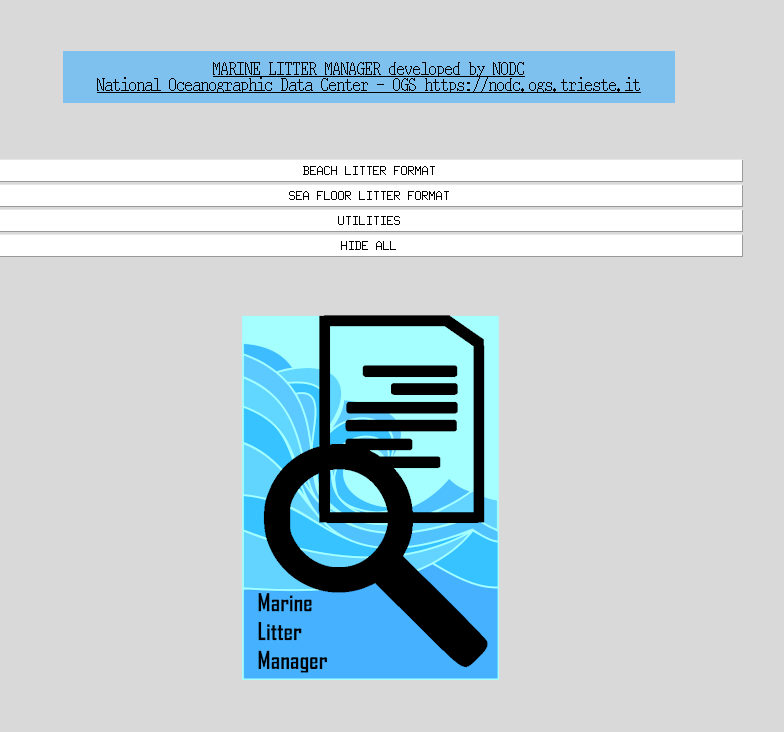 MARINE LITTER MANAGER developed by NODC
National Oceanographic Data Center - OGS https://nodc.ogs.trieste.it
BEACH LITTER FORMAT
SEA FLOOR LITTER FORMAT
UTILITIES
HIDE ALL
Marine
Litter
Manager